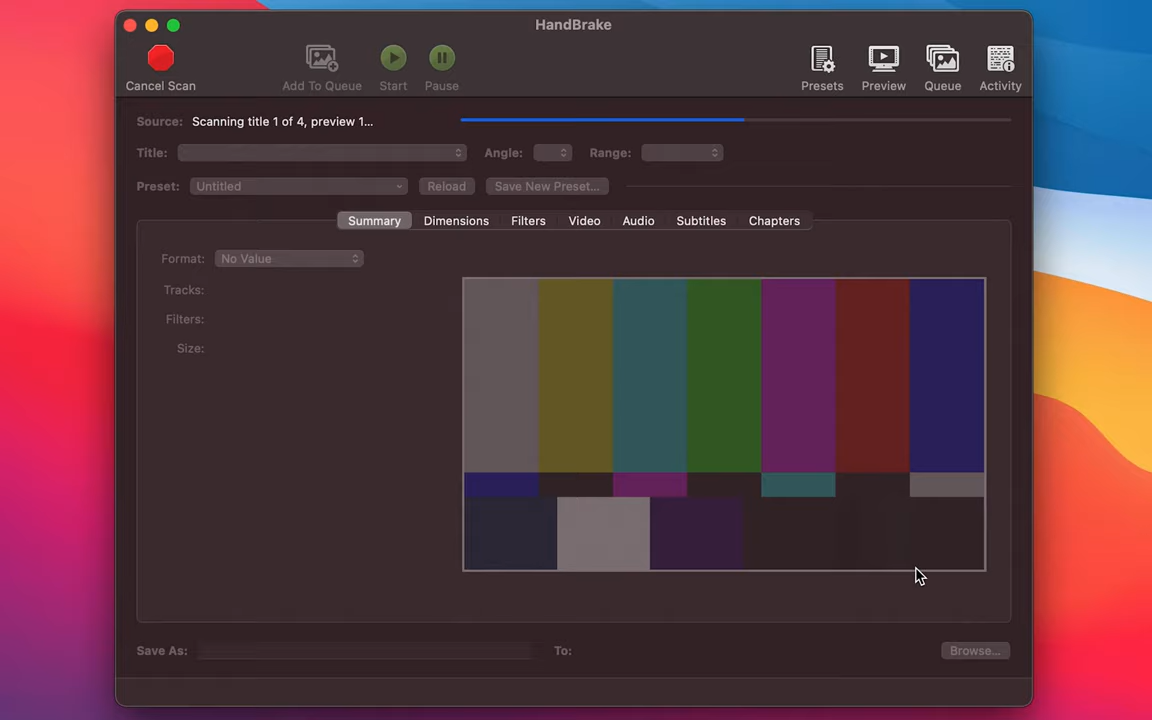 HandBrake
Cancel Scan
Add To Queue
Start
Pause
Presets
Preview
Queue
Activity
Source: Scanning title 1 of 4, preview 1...
Title:
Angle:
Range:
Preset: Untitled
Reload
Save New Preset...
Summary
Dimensions
Filters
Video
Audio
Subtitles
Chapters
Format: No Value
Tracks:
Filters:
Size:
Save As:
To:
Browse...